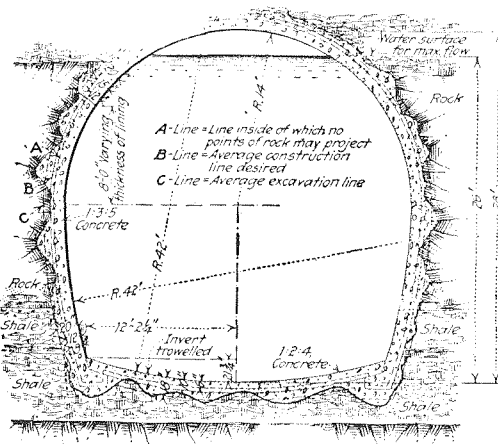 Water surface
for max. flow
Rock
R.14'
8'-0" Varying
thickness of lining
A-Line = Line inside of which no
points of rock may project
B-Line = Average construction
line desired
C-Line = Average excavation line
A
B
C
1:3:5
Concrete
R.42'
R.42'
26'
Rock
Shale
12'-2½"
Invert
trowelled
1:2:4
Concrete
Shale
Shale
Shale